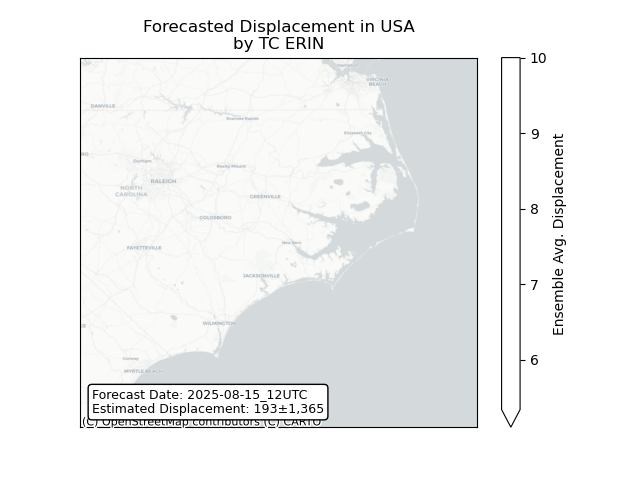 Forecasted Displacement in USA
by TC ERIN
VIRGINIA
BEACH
DANVILLE
Roanoke Rapids
Elizabeth City
Durham
Rocky Mount
RALEIGH
NORTH
CAROLINA
GREENVILLE
GOLDSBORO
New Bern
FAYETTEVILLE
JACKSONVILLE
WILMINGTON
Conway
MYRTLE BEACH
Forecast Date: 2025-08-15_12UTC
Estimated Displacement: 193±1,365
(C) OpenStreetMap contributors (C) CARTO
10
9
8
7
6
Ensemble Avg. Displacement